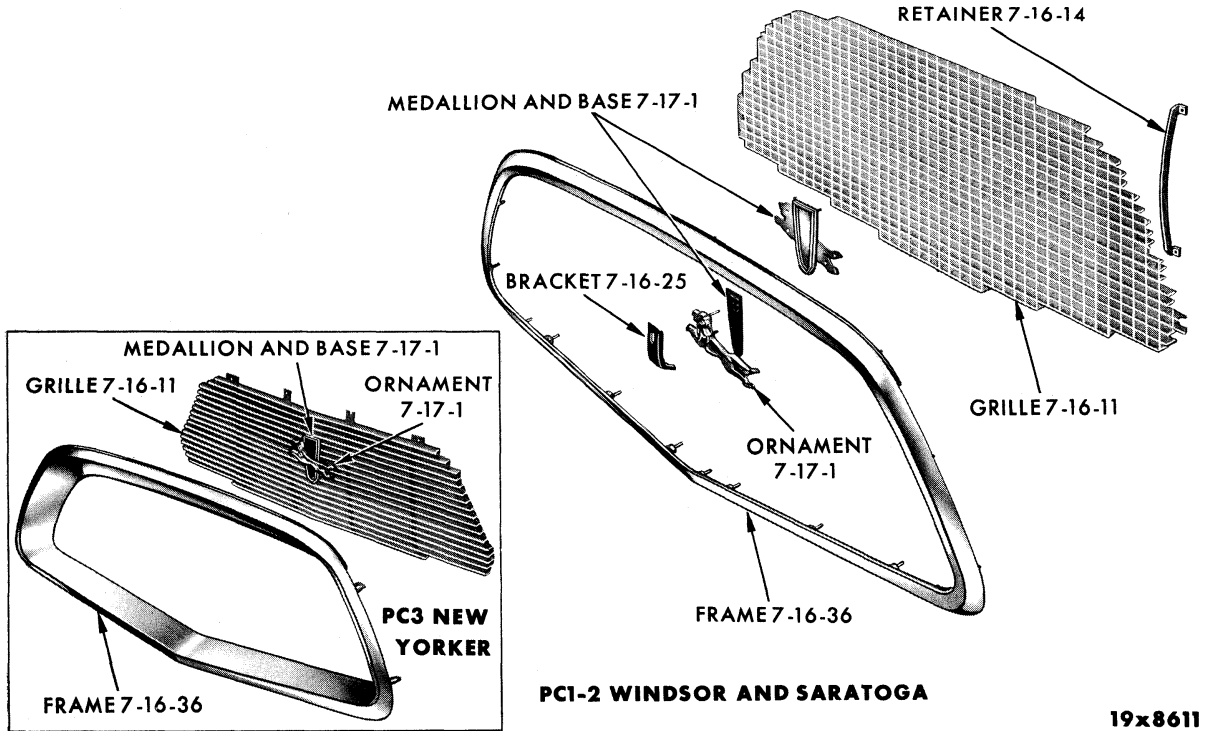 RETAINER 7-16-14
MEDALLION AND BASE 7-17-1
BRACKET 7-16-25
GRILLE 7-16-11
ORNAMENT
7-17-1
FRAME 7-16-36
PC1-2 WINDSOR AND SARATOGA
MEDALLION AND BASE 7-17-1
GRILLE 7-16-11
ORNAMENT
7-17-1
PC3 NEW
YORKER
FRAME 7-16-36
19x8611